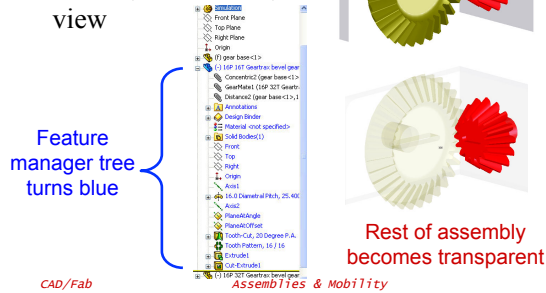 view
Simulation
Front Plane
Top Plane
Right Plane
Origin
(f) gear base<1>
(-) 16P 16T Geartrax bevel gear
Concentric2 (gear base<1>
GearMate1 (16P 32T Geartr
Distance2 (gear base<1>,1
Annotations
Design Binder
Material <not specified>
Solid Bodies(1)
Front
Top
Right
Origin
Axis1
16.0 Diametral Pitch, 25.400
Axis2
PlaneAtAngle
PlaneAtOffset
Tooth-Cut, 20 Degree P.A.
Tooth Pattern, 16 / 16
Extrude1
Cut-Extrude1
(-) 16P 32T Geartrax bevel gear
Feature
manager tree
turns blue
Rest of assembly
becomes transparent
CAD/Fab
Assemblies & Mobility